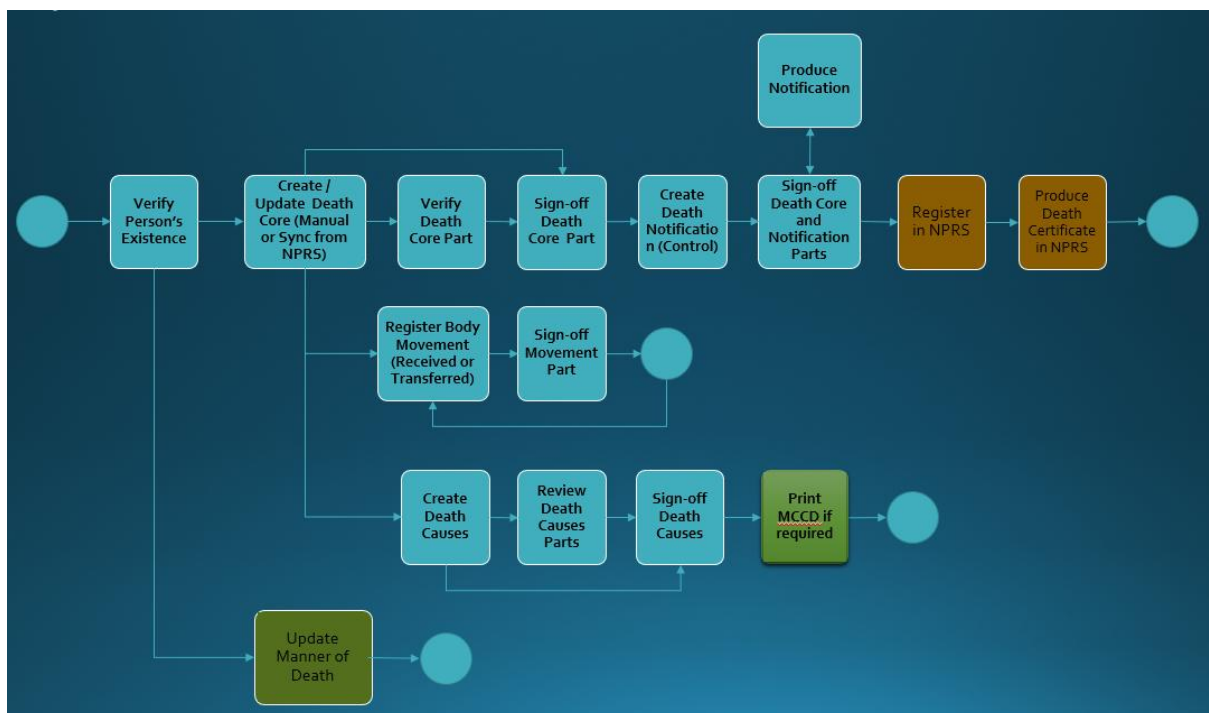 Produce
Notification
Verify
Person's
Existence
Create /
Update Death
Core (Manual
or Sync from
NPRS)
Verify
Death
Core Part
Sign-off
Death
Core Part
Create
Death
Notificatio
n (Control)
Sign-off
Death Core
and
Notification
Parts
Register
in NPRS
Produce
Death
Certificate
in NPRS
Register Body
Movement
(Received or
Transferred)
Sign-off
Movement
Part
Create
Death
Causes
Review
Death
Causes
Parts
Sign-off
Death
Causes
Print
MCCD if
required
Update
Manner of
Death